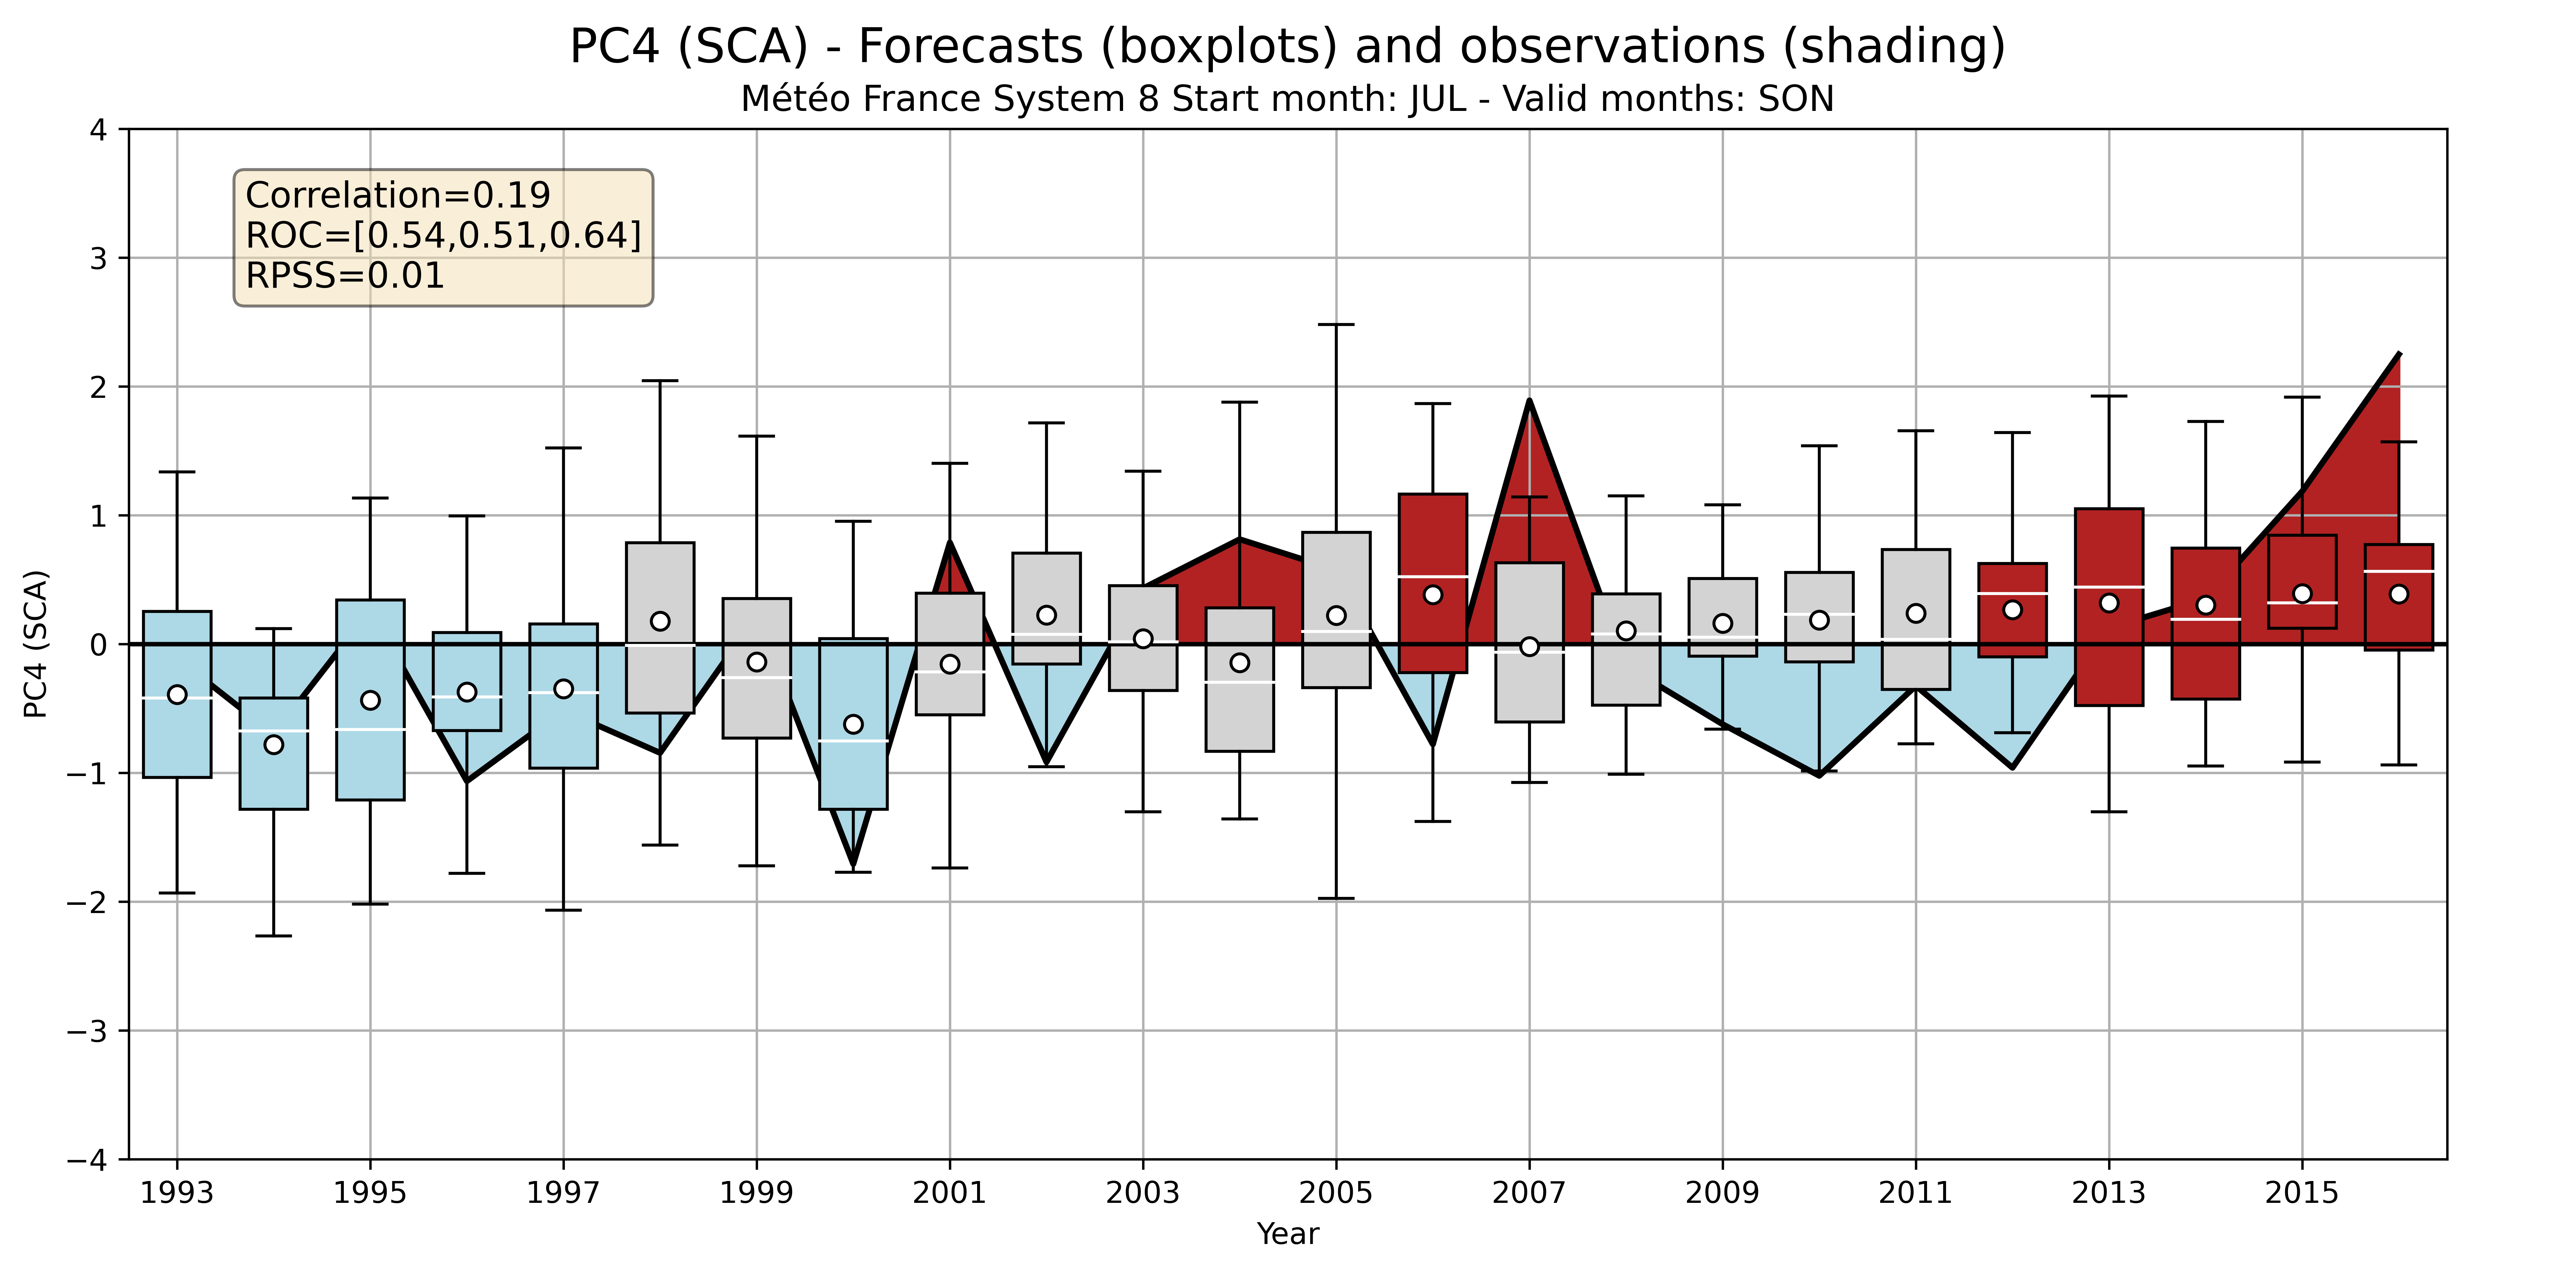 PC4 (SCA) - Forecasts (boxplots) and observations (shading)
Météo France System 8 Start month: JUL - Valid months: SON
Correlation=0.19
ROC=[0.54,0.51,0.64]
RPSS=0.01
PC4 (SCA)
4
3
2
1
0
−1
−2
−3
−4
1993 1995 1997 1999 2001 2003 2005 2007 2009 2011 2013 2015
Year